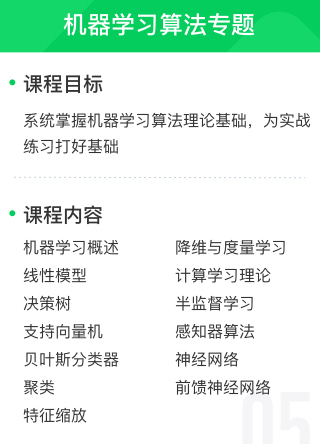 机器学习算法专题
课程目标
系统掌握机器学习算法理论基础，为实战
练习打好基础
课程内容
机器学习概述
线性模型
决策树
支持向量机
贝叶斯分类器
聚类
特征缩放
降维与度量学习
计算学习理论
半监督学习
感知器算法
神经网络
前馈神经网络
05